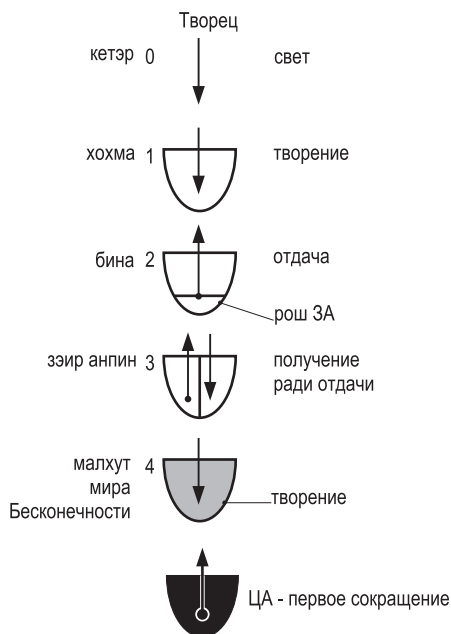 Творец
кетэр 0 свет
хохма 1 творение
бина 2 отдача
рош ЗА
зэир анпин 3 получение
ради отдачи
малхут 4
мира
Бесконечности
творение
ЦА - первое сокращение